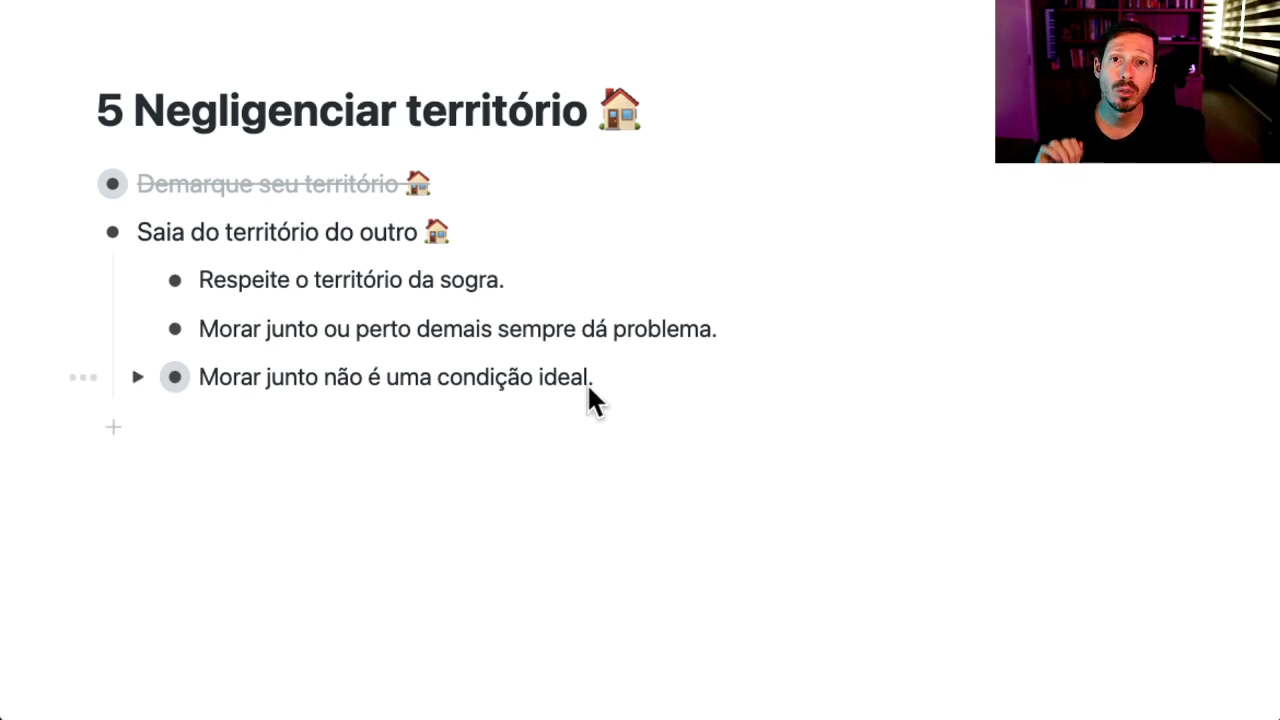 5 Negligenciar território 🏠
Demarque seu território 🏠
Saia do território do outro 🏠
Respeite o território da sogra.
Morar junto ou perto demais sempre dá problema.
Morar junto não é uma condição ideal.